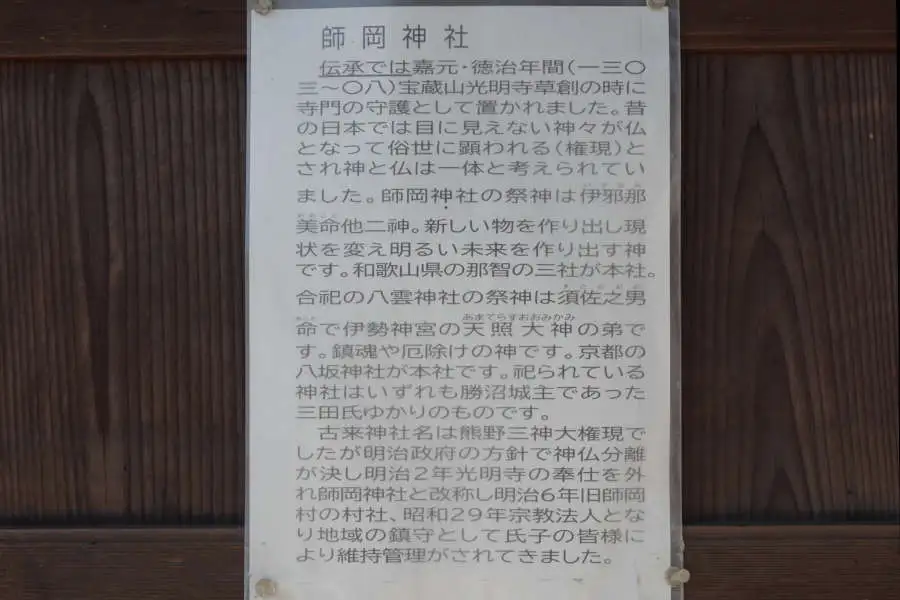 師岡神社
伝承では嘉元・徳治年間(一三〇
三~〇八)宝蔵山光明寺草創の時に
寺門の守護として置かれました。昔
の日本では目に見えない神々が仏
となって俗世に顕われる(権現)と
され神と仏は一体と考えられてい
ました。師岡神社の祭神は伊邪那
美命他二神。新しい物を作り出し現
状を変え明るい未来を作り出す神
です。和歌山県の那智の三社が本社。
合祀の八雲神社の祭神は須佐之男
命で伊勢神宮の天照大神の弟で
あまてらすおおみかみ
す。鎮魂や厄除けの神です。京都の
八坂神社が本社です。祀られている
神社はいずれも勝沼城主であった
三田氏ゆかりのものです。
古来神社名は熊野三神大権現で
したが明治政府の方針で神仏分離
が決し明治2年光明寺の奉仕を外
れ師岡神社と改称し明治6年旧師岡
村の村社、昭和29年宗教法人とな
り地域の鎮守として氏子の皆様に
より維持管理がされてきました。